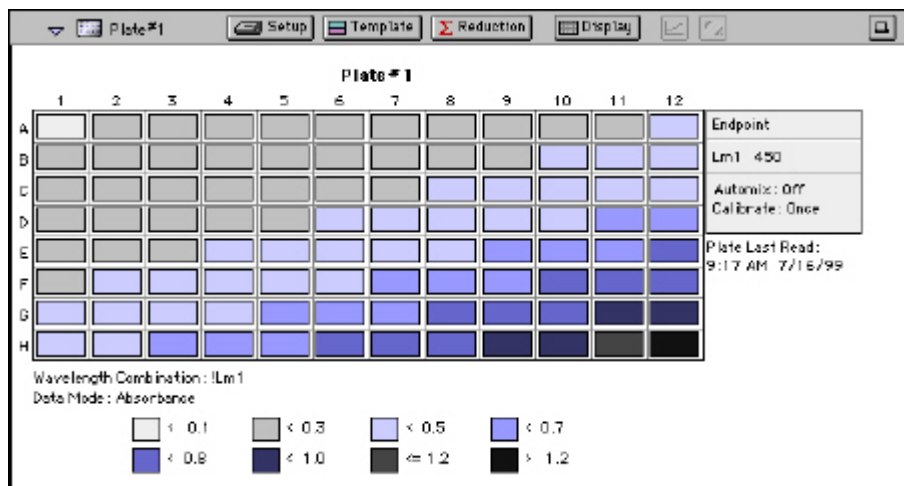 Plate#1 Setup Template Reduction Display
Plate#1
1 2 3 4 5 6 7 8 9 10 11 12
A
B
C
D
E
F
G
H
Endpoint
Lm1 450
Automix : Off
Calibrate : Once
Plate Last Read :
9:17 AM 7/16/99
Wavelength Combination : !Lm1
Data Mode : Absorbance
< 0.1 < 0.3 < 0.5 < 0.7
< 0.8 < 1.0 <= 1.2 > 1.2